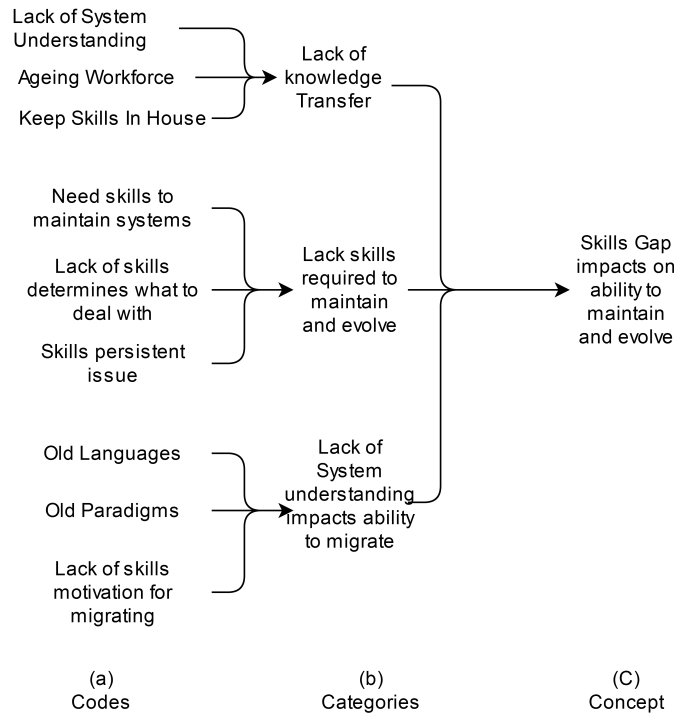 Lack of System
Understanding
Ageing Workforce
Keep Skills In House
Lack of
knowledge
Transfer
Need skills to
maintain systems
Lack of skills
determines what to
deal with
Skills persistent
issue
Lack skills
required to
maintain
and evolve
Old Languages
Old Paradigms
Lack of skills
motivation for
migrating
Lack of
System
understanding
impacts ability
to migrate
Skills Gap
impacts on
ability to
maintain
and evolve
(a)
Codes
(b)
Categories
(C)
Concept